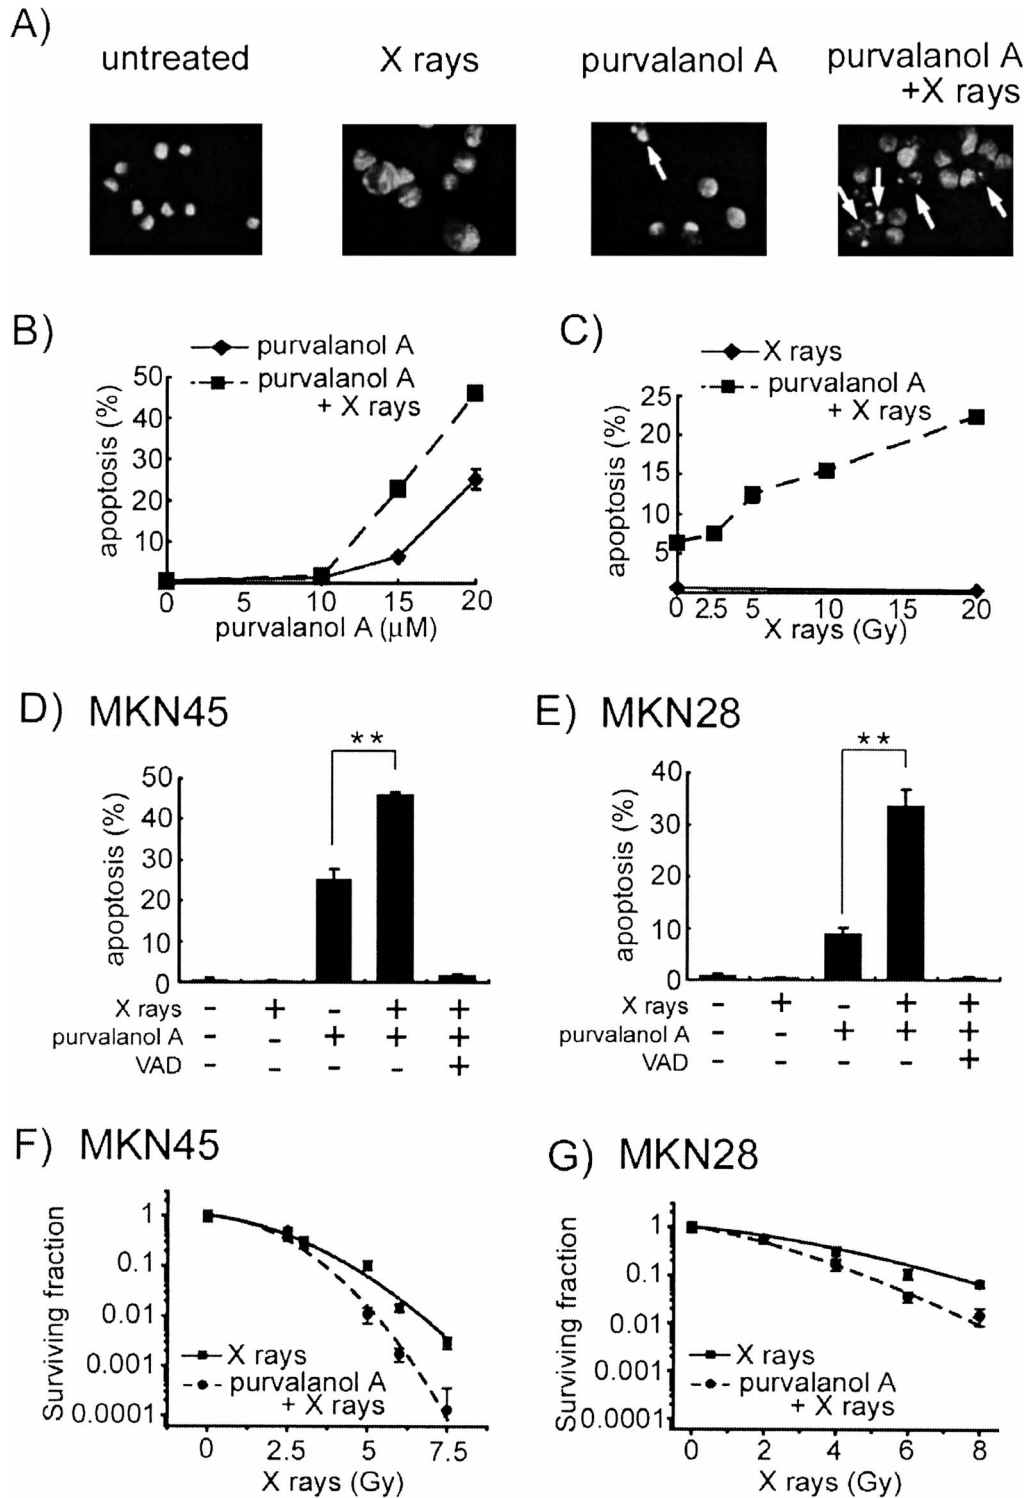 A)
untreated
X rays
purvalanol A
purvalanol A
+X rays
B)
purvalanol A
purvalanol A
+ X rays
apoptosis (%)
50
40
30
20
10
0 5 10 15 20
purvalanol A (μM)
C)
X rays
purvalanol A
+ X rays
apoptosis (%)
25
20
15
10
5
0 2.5 5 10 15 20
X rays (Gy)
D) MKN45
**
apoptosis (%)
50
40
30
20
10
0
X rays - + - + +
purvalanol A - - + + +
VAD - - - - +
E) MKN28
**
apoptosis (%)
40
30
20
10
0
X rays - + - + +
purvalanol A - - + + +
VAD - - - - +
F) MKN45
Surviving fraction
1
0.1
0.01
0.001
0.0001
X rays
purvalanol A
+ X rays
0 2.5 5 7.5
X rays (Gy)
G) MKN28
Surviving fraction
1
0.1
0.01
0.001
0.0001
X rays
purvalanol A
+ X rays
0 2 4 6 8
X rays (Gy)